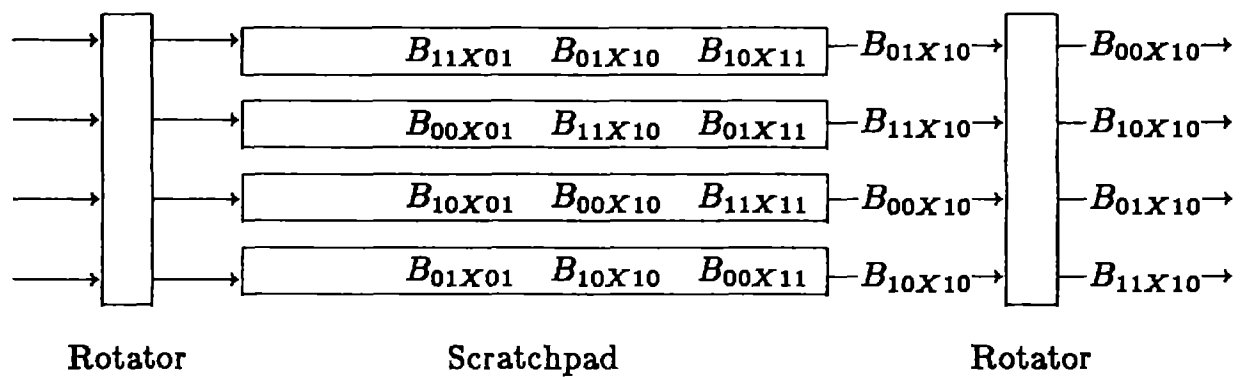 B₁₁X₀₁ B₀₁X₁₀ B₁₀X₁₁ B₀₁X₁₀ B₀₀X₁₀
B₀₀X₀₁ B₁₁X₁₀ B₀₁X₁₁ B₁₁X₁₀ B₁₀X₁₀
B₁₀X₀₁ B₀₀X₁₀ B₁₁X₁₁ B₀₀X₁₀ B₀₁X₁₀
B₀₁X₀₁ B₁₀X₁₀ B₀₀X₁₁ B₁₀X₁₀ B₁₁X₁₀
Rotator Scratchpad Rotator